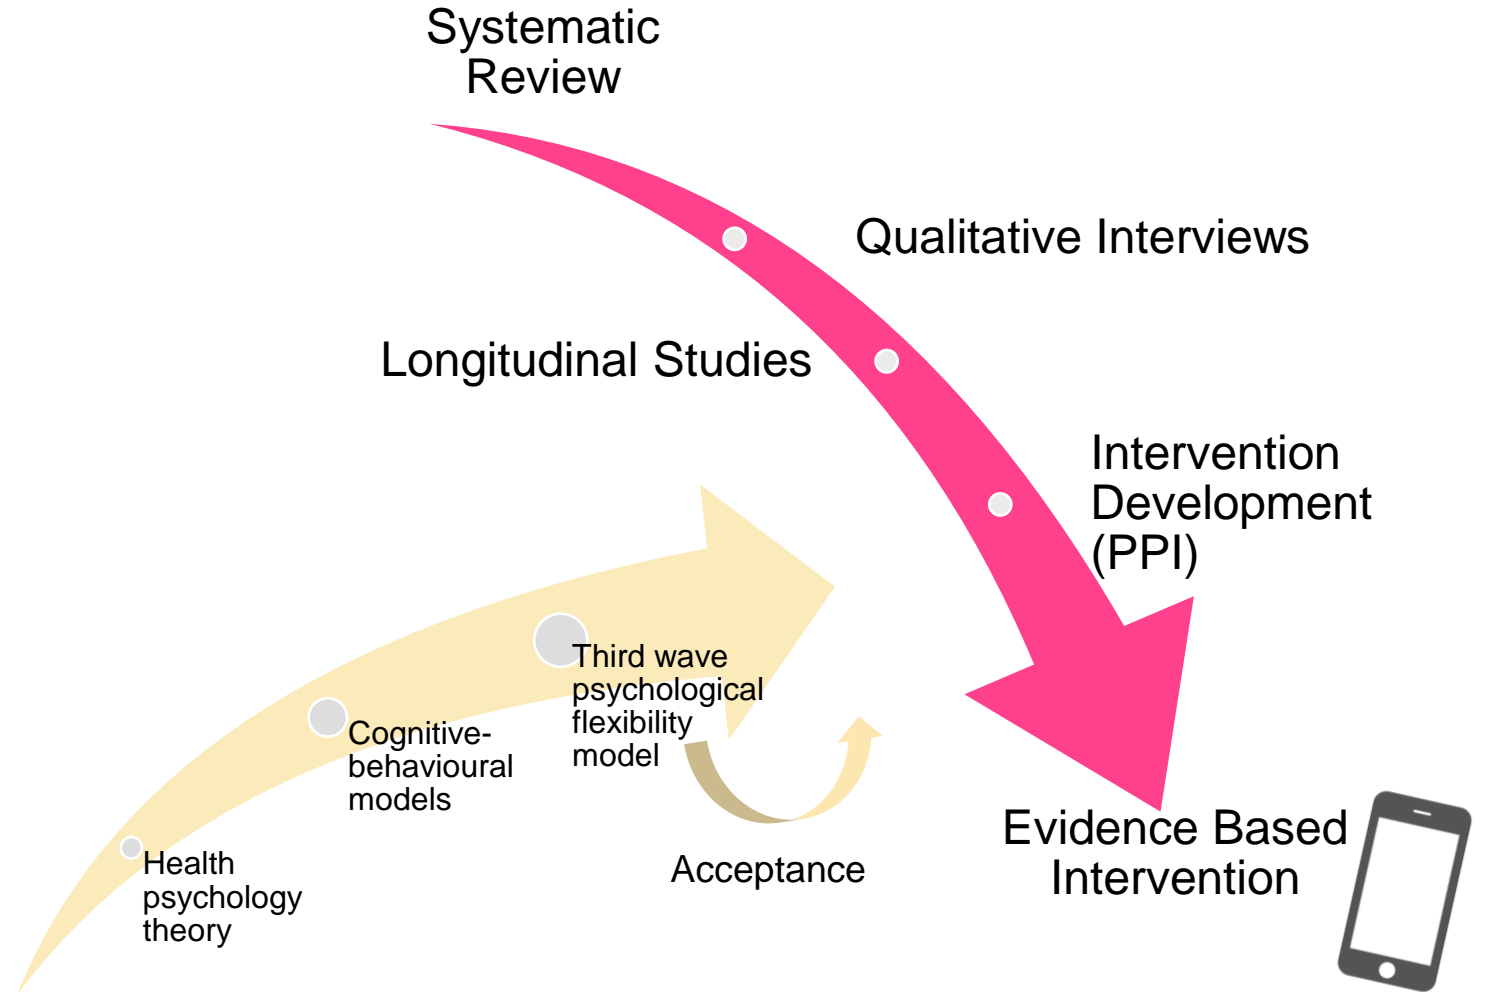 Systematic
Review
Qualitative Interviews
Longitudinal Studies
Intervention
Development
(PPI)
Third wave
psychological
flexibility
model
Cognitive-
behavioural
models
Health
psychology
theory
Acceptance
Evidence Based
Intervention